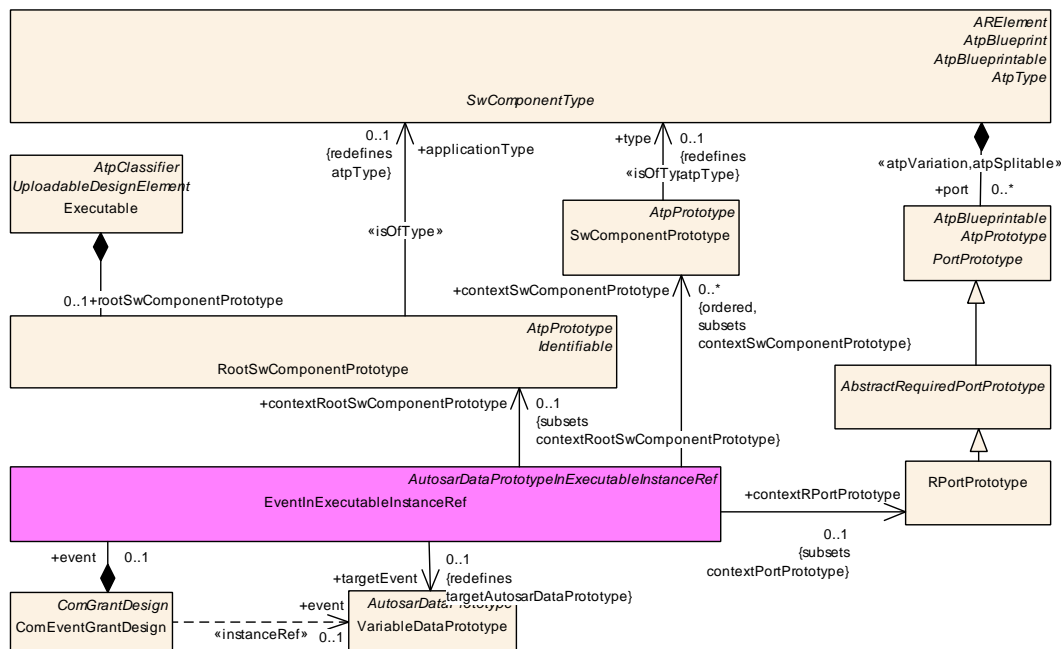 ARElement
AtpBlueprint
AtpBlueprintable
AtpType
SwComponentType
0..1
{redefines
atpType}
+applicationType
+type
0..1
{redefines
atpType}
«isOfType»
«atpVariation,atpSplitable»
+port 0..*
AtpClassifier
UploadableDesignElement
Executable
«isOfType»
AtpPrototype
SwComponentPrototype
AtpBlueprintable
AtpPrototype
PortPrototype
0..1 +rootSwComponentPrototype
+contextSwComponentPrototype
0..*
{ordered,
subsets
contextSwComponentPrototype}
AtpPrototype
Identifiable
RootSwComponentPrototype
AbstractRequiredPortPrototype
+contextRootSwComponentPrototype
0..1
{subsets
contextRootSwComponentPrototype}
AutosarDataPrototypeInExecutableInstanceRef
EventInExecutableInstanceRef
RPortPrototype
+contextRPortPrototype
0..1
{subsets
contextPortPrototype}
+event 0..1
+targetEvent
0..1
{redefines
targetAutosarDataPrototype}
ComGrantDesign
ComEventGrantDesign
+event
«instanceRef» 0..1
AutosarDataPrototype
VariableDataPrototype